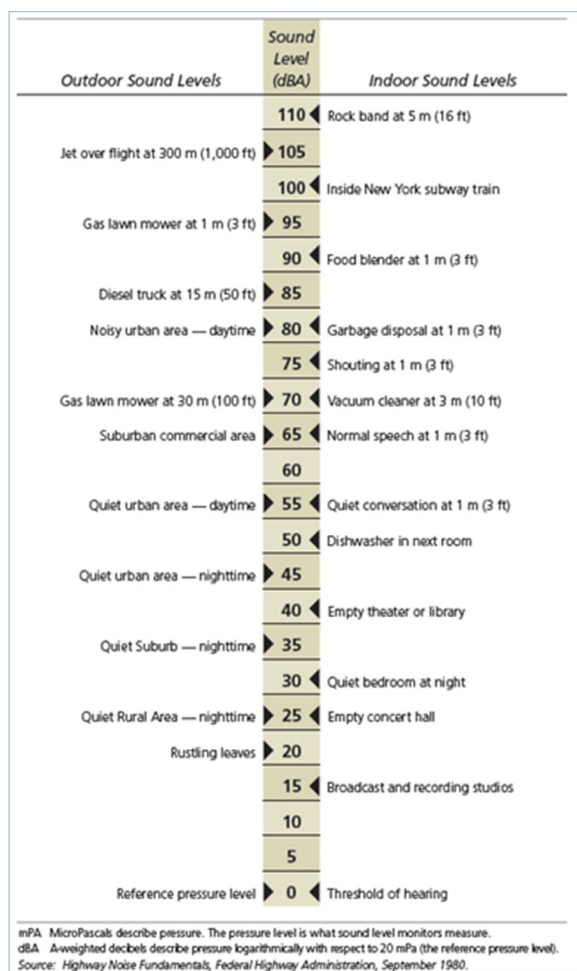 Sound
Level
Outdoor Sound Levels (dBA) Indoor Sound Levels
110 Rock band at 5 m (16 ft)
Jet over flight at 300 m (1,000 ft) 105
100 Inside New York subway train
Gas lawn mower at 1 m (3 ft) 95
90 Food blender at 1 m (3 ft)
Diesel truck at 15 m (50 ft) 85
Noisy urban area — daytime 80 Garbage disposal at 1 m (3 ft)
75 Shouting at 1 m (3 ft)
Gas lawn mower at 30 m (100 ft) 70 Vacuum cleaner at 3 m (10 ft)
Suburban commercial area 65 Normal speech at 1 m (3 ft)
60
Quiet urban area — daytime 55 Quiet conversation at 1 m (3 ft)
50 Dishwasher in next room
Quiet urban area — nighttime 45
40 Empty theater or library
Quiet Suburb — nighttime 35
30 Quiet bedroom at night
Quiet Rural Area — nighttime 25 Empty concert hall
Rustling leaves 20
15 Broadcast and recording studios
10
5
Reference pressure level 0 Threshold of hearing
mPA MicroPascals describe pressure. The pressure level is what sound level monitors measure.
dBA A-weighted decibels describe pressure logarithmically with respect to 20 mPa (the reference pressure level).
Source: Highway Noise Fundamentals, Federal Highway Administration, September 1980.